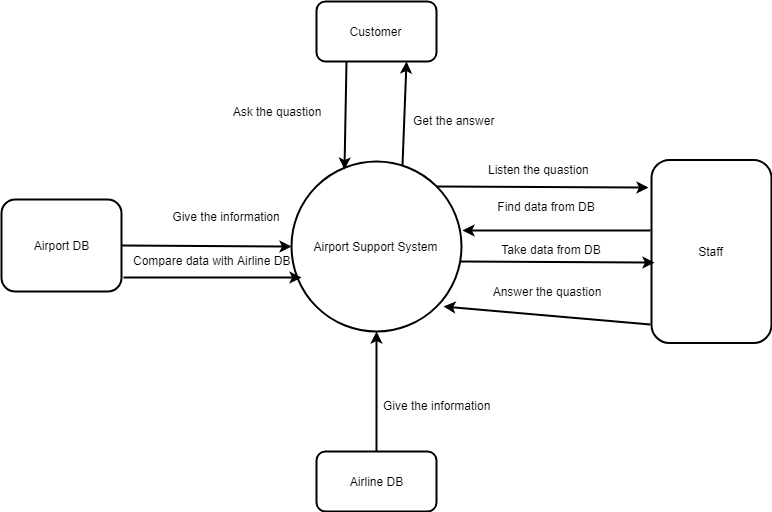 Customer
Ask the quastion
Get the answer
Listen the quastion
Find data from DB
Give the information
Airport DB
Airport Support System
Staff
Take data from DB
Compare data with Airline DB
Answer the quastion
Give the information
Airline DB